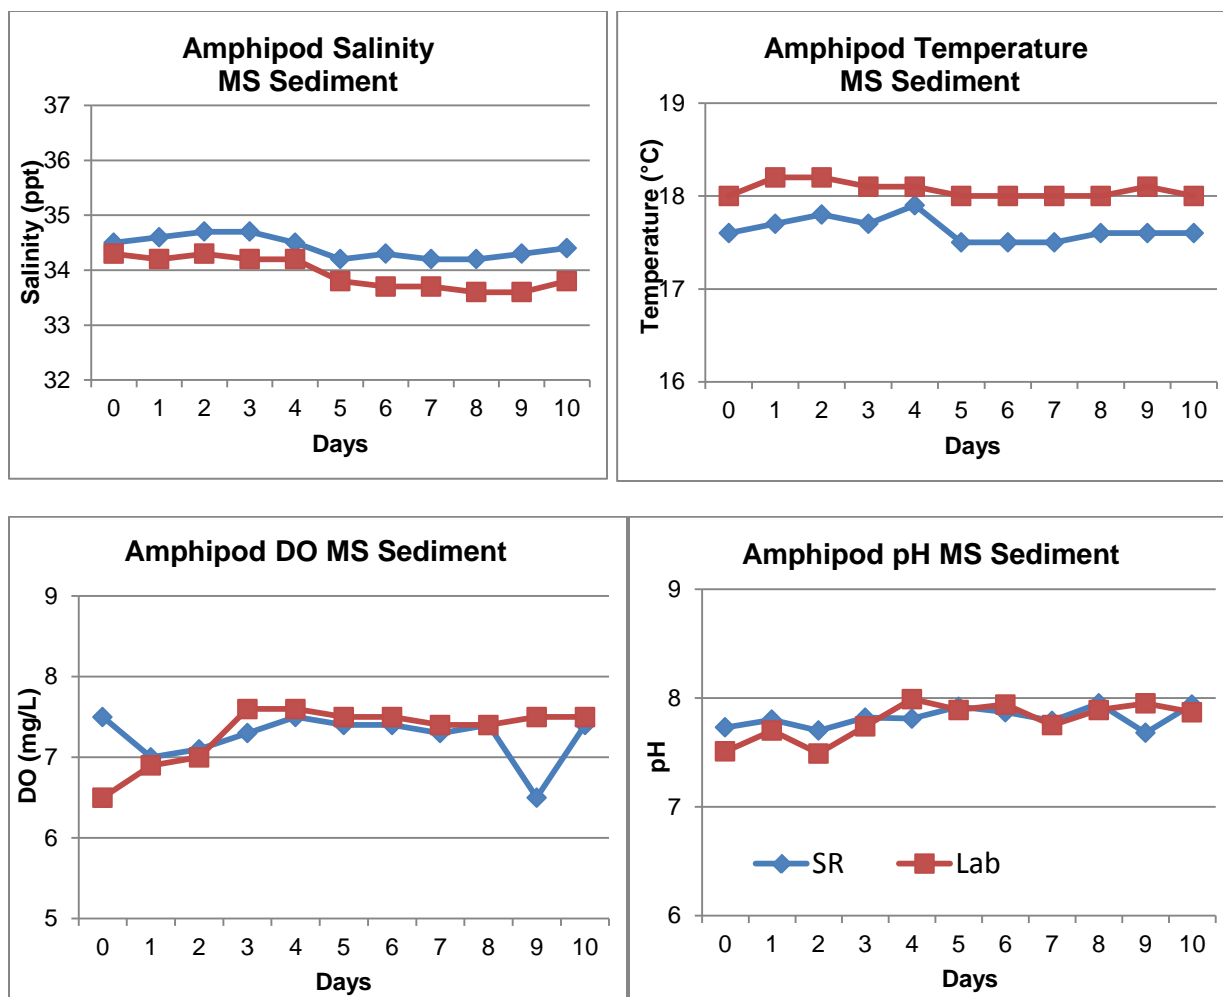 Amphipod Salinity
MS Sediment
37
36
35
34
33
32
Salinity (ppt)
0 1 2 3 4 5 6 7 8 9 10
Days
Amphipod Temperature
MS Sediment
19
18
17
16
Temperature (°C)
0 1 2 3 4 5 6 7 8 9 10
Days
Amphipod DO MS Sediment
9
8
7
6
5
DO (mg/L)
0 1 2 3 4 5 6 7 8 9 10
Days
Amphipod pH MS Sediment
9
8
7
6
pH
SR Lab
0 1 2 3 4 5 6 7 8 9 10
Days